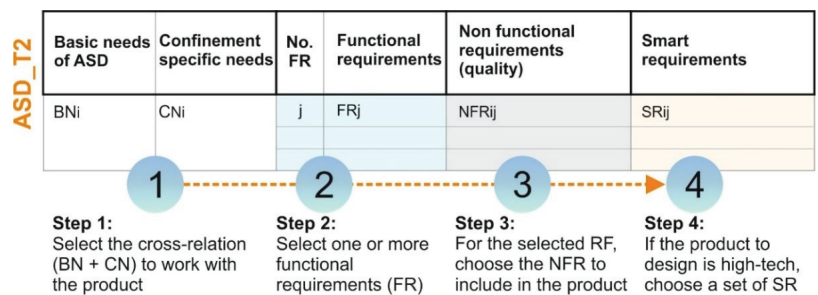 ASD_T2
Basic needs of ASD
Confinement specific needs
No. FR
Functional requirements
Non functional requirements (quality)
Smart requirements
BNi
CNi
j
FRj
NFRij
SRij
1
2
3
4
Step 1:
Select the cross-relation
(BN + CN) to work with
the product
Step 2:
Select one or more
functional
requirements (FR)
Step 3:
For the selected RF,
choose the NFR to
include in the product
Step 4:
If the product to
design is high-tech,
choose a set of SR